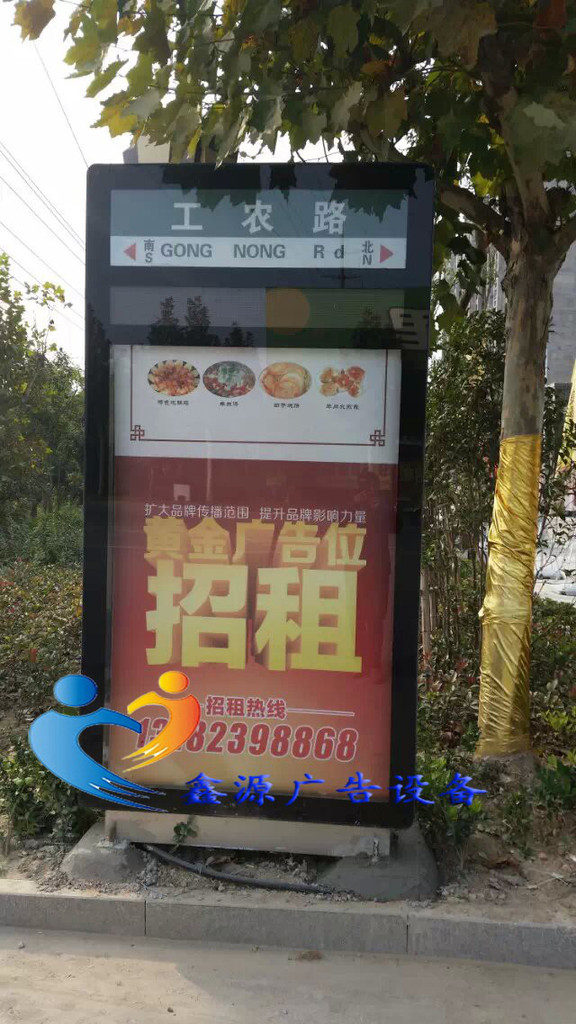 工农路
南 GONG NONG Rd 北
S N
扩大品牌传播范围 提升品牌影响力量
黄金广告位
招租
招租热线
鑫源广告设备